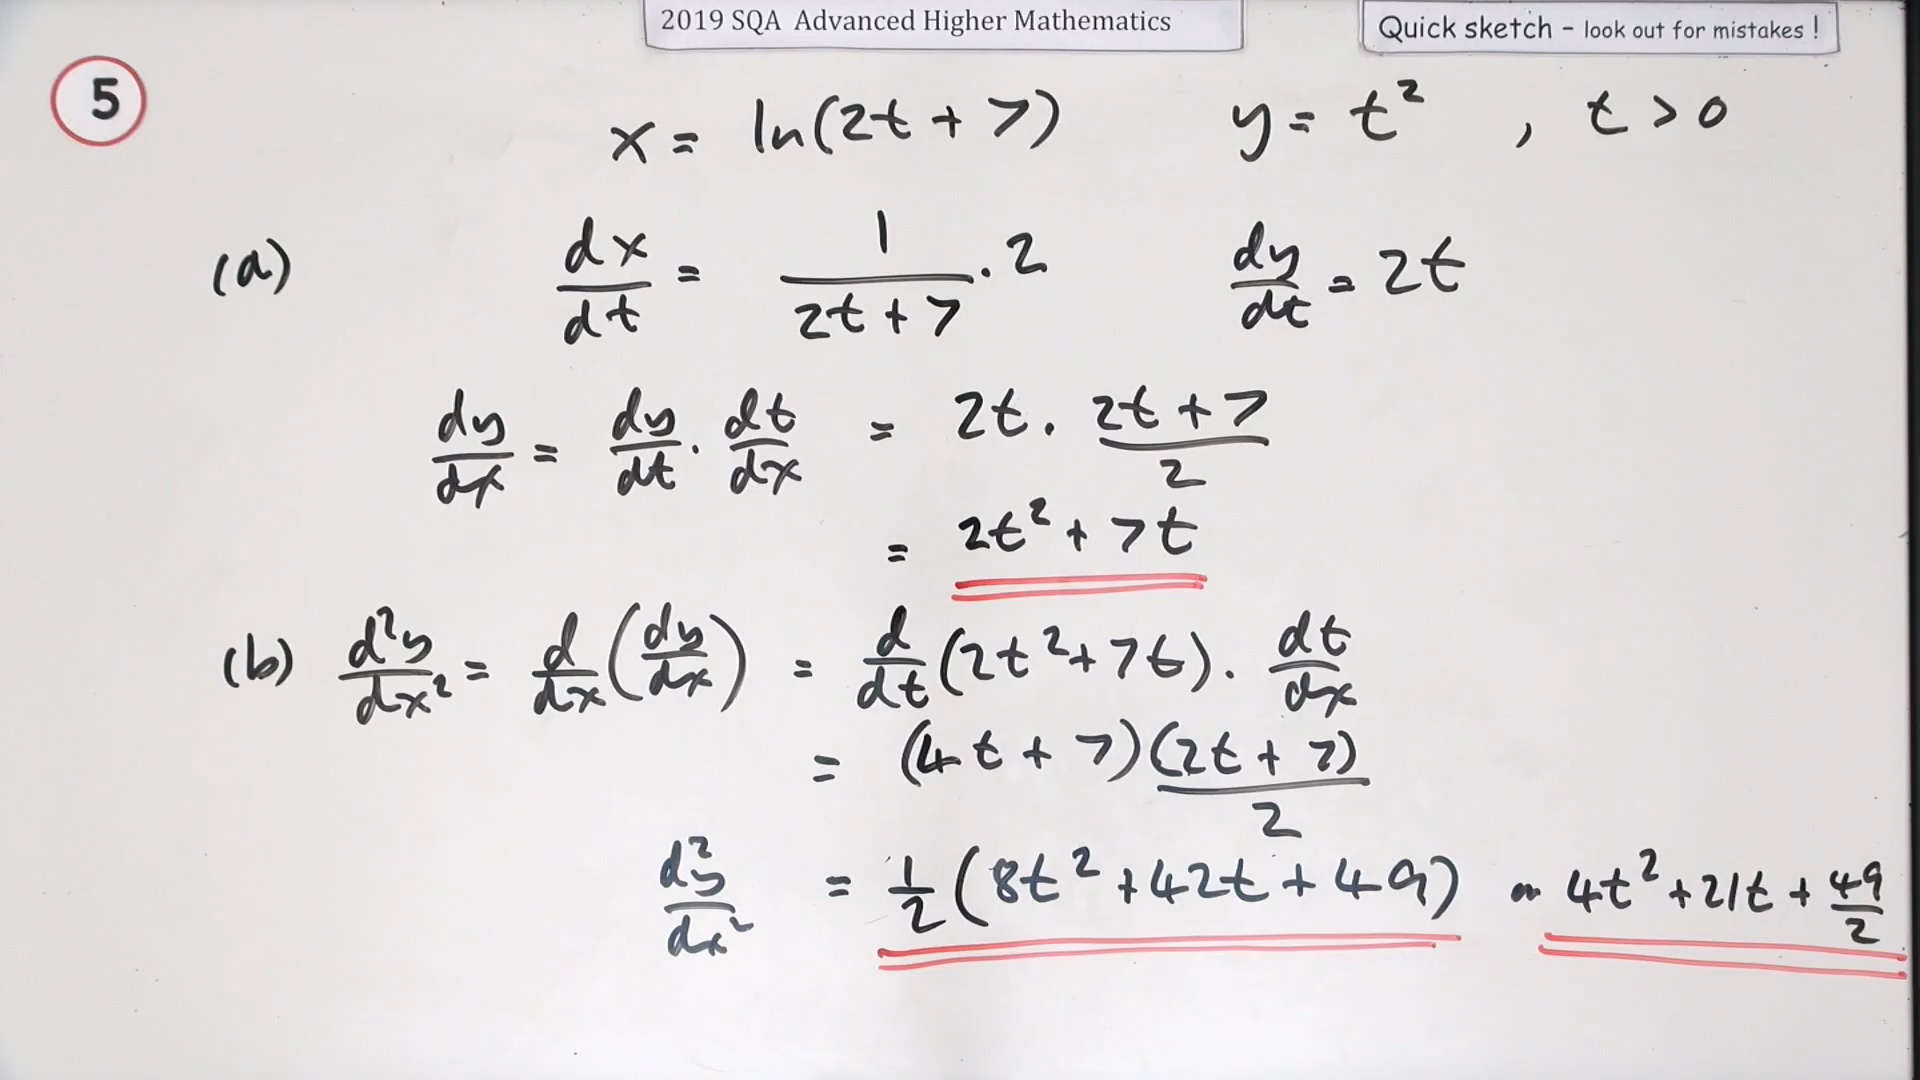 2019 SQA Advanced Higher Mathematics
Quick sketch – look out for mistakes !
5
x = ln(2t + 7) y = t² , t > 0
(a) dx/dt = 1/(2t + 7) . 2 dy/dt = 2t
dy/dx = dy/dt . dt/dx = 2t . (2t + 7)/2
= 2t² + 7t
(b) d²y/dx² = d/dx (dy/dx) = d/dt (2t² + 7t) . dt/dx
= (4t + 7) (2t + 7)/2
d²y/dx² = 1/2 (8t² + 42t + 49) or 4t² + 21t + 49/2